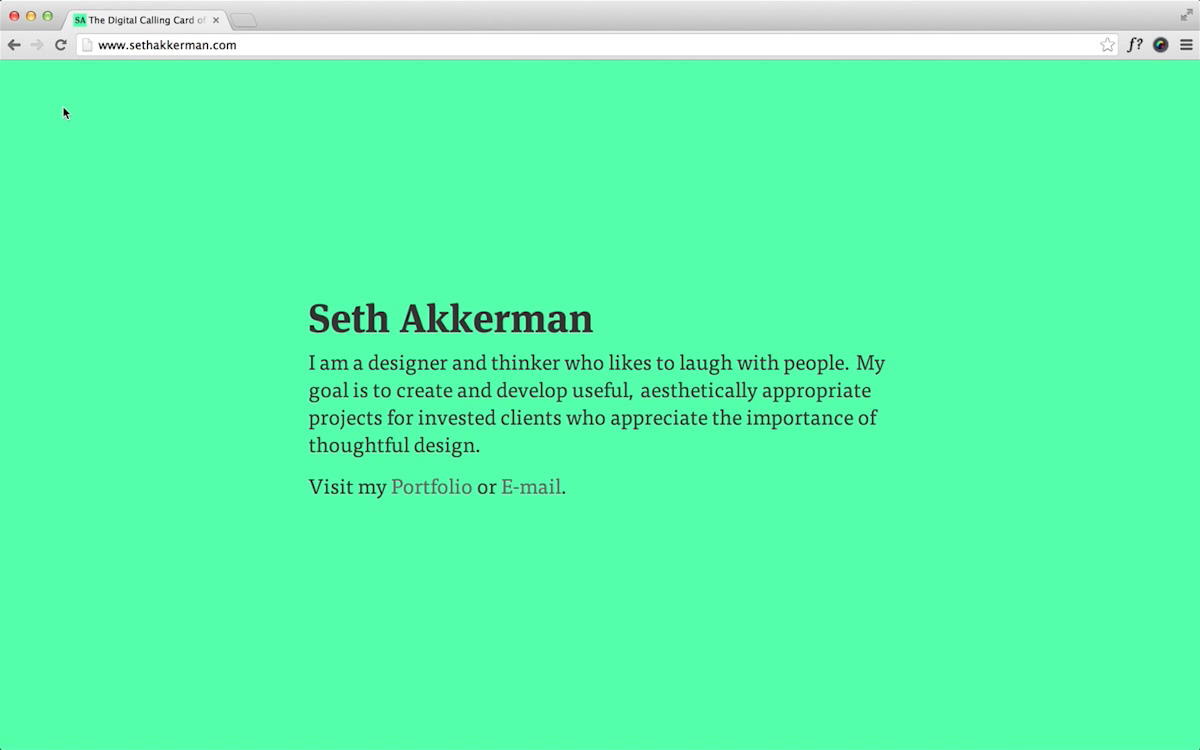 SA The Digital Calling Card of
www.sethakkerman.com
f?
Seth Akkerman
I am a designer and thinker who likes to laugh with people. My
goal is to create and develop useful, aesthetically appropriate
projects for invested clients who appreciate the importance of
thoughtful design.
Visit my Portfolio or E-mail.